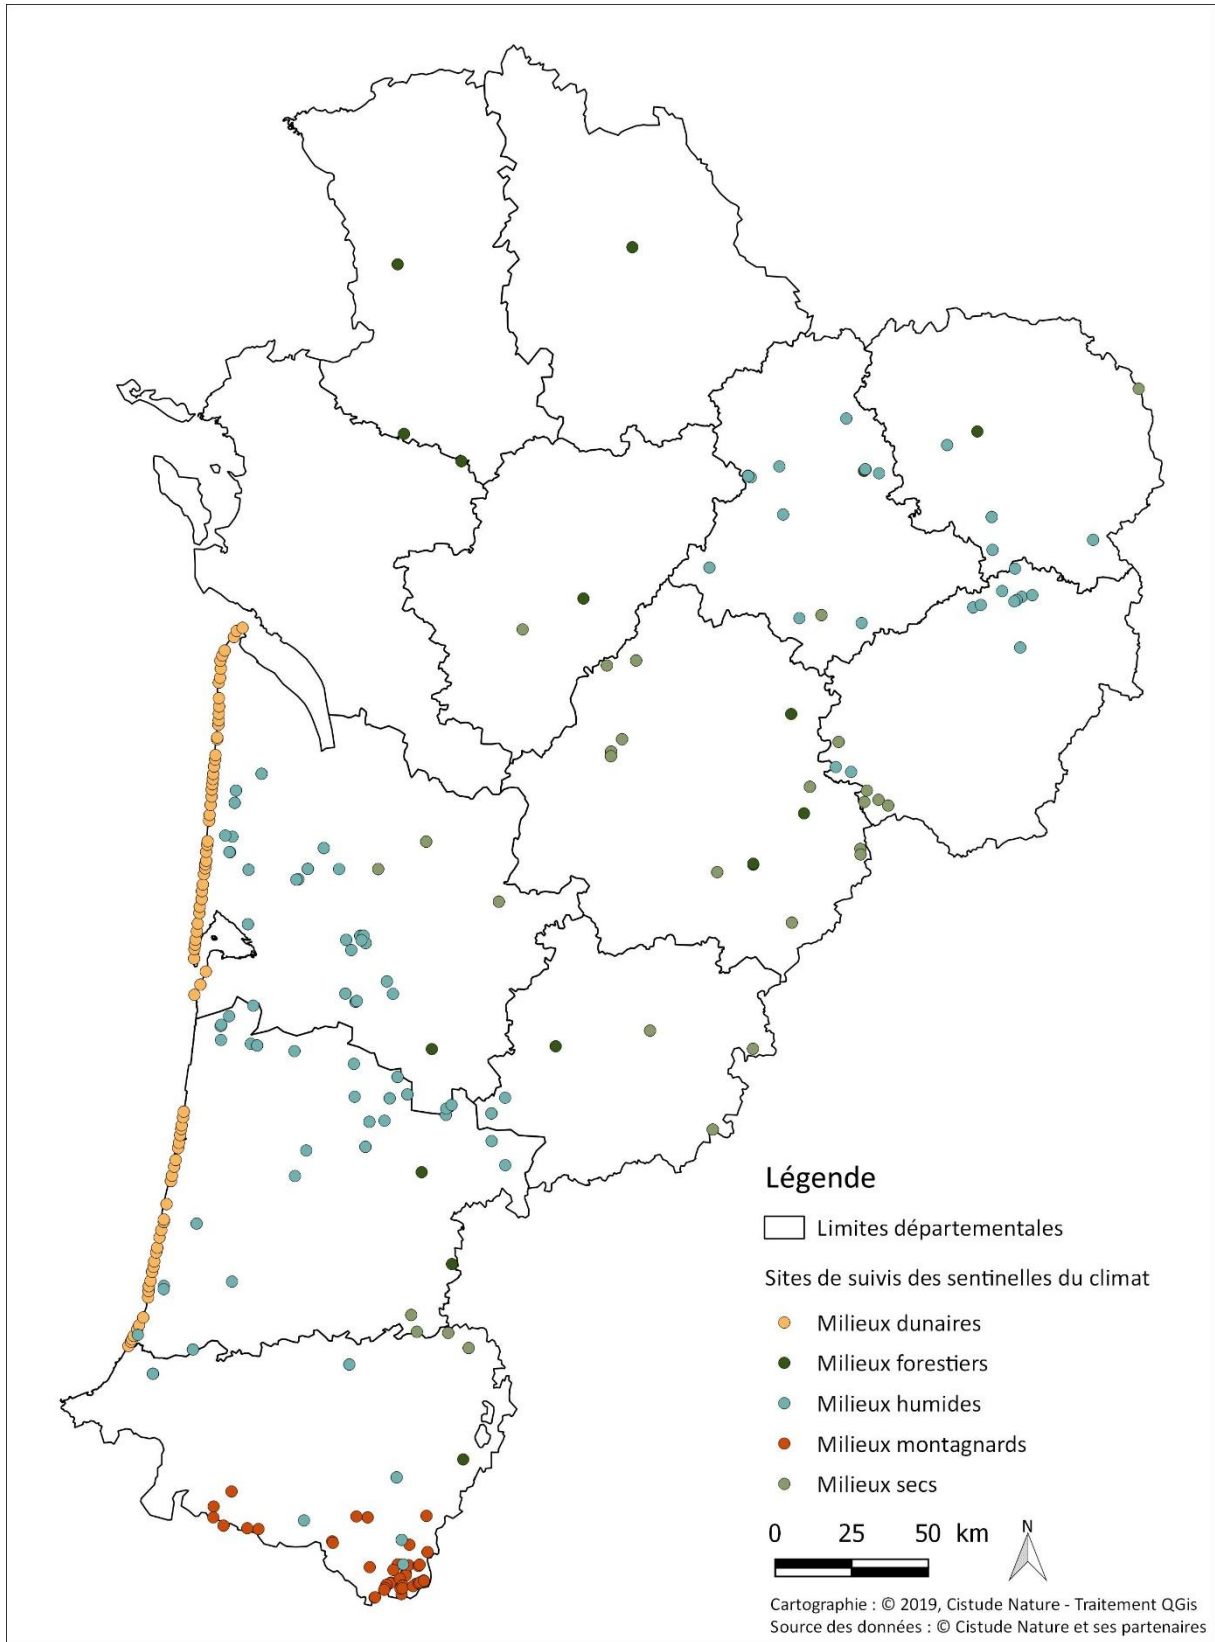 Légende
Limites départementales
Sites de suivis des sentinelles du climat
Milieux dunaires
Milieux forestiers
Milieux humides
Milieux montagnards
Milieux secs
0 25 50 km
N
Cartographie : © 2019, Cistude Nature - Traitement QGis
Source des données : © Cistude Nature et ses partenaires